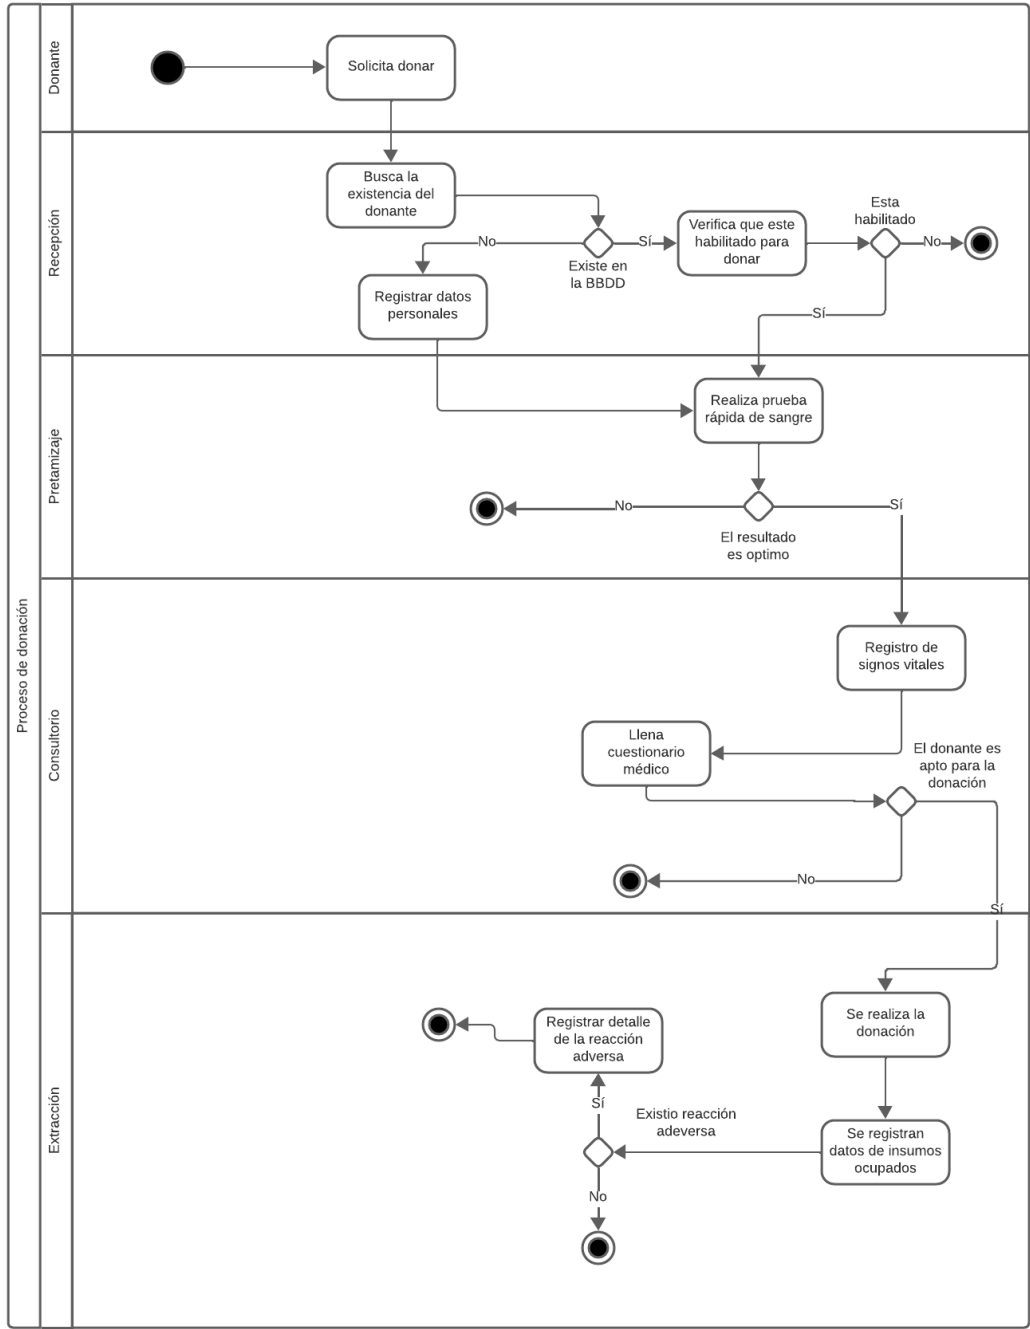 Proceso de donación
Donante
Solicita donar
Recepción
Busca la
existencia del
donante
No
Existe en
la BBDD
Sí
Verifica que este
habilitado para
donar
Esta
habilitado
No
Registrar datos
personales
Sí
Pretamizaje
Realiza prueba
rápida de sangre
No
Sí
El resultado
es optimo
Consultorio
Registro de
signos vitales
Llena
cuestionario
médico
El donante es
apto para la
donación
No
Sí
Extracción
Se realiza la
donación
Registrar detalle
de la reacción
adversa
Sí
Existio reacción
adeversa
Se registran
datos de insumos
ocupados
No